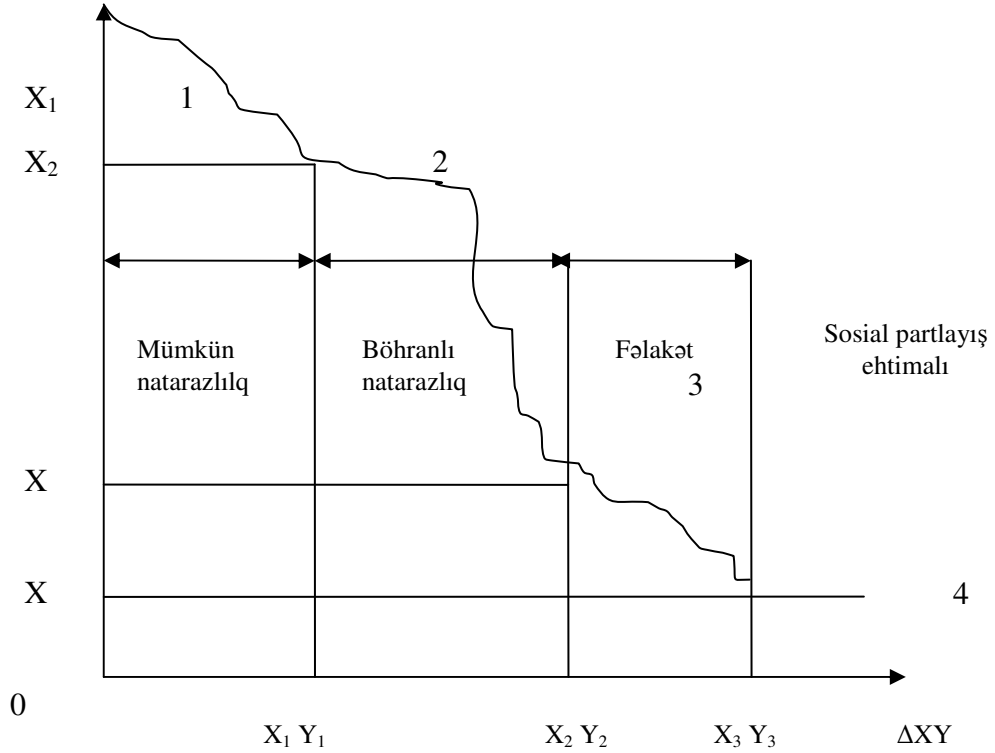 X₁
1
X₂
2
Mümkün
natarazlılq
Böhranlı
natarazlıq
Fəlakət
3
Sosial partlayış
ehtimalı
X
X
4
0
X₁ Y₁
X₂ Y₂
X₃ Y₃
ΔXY